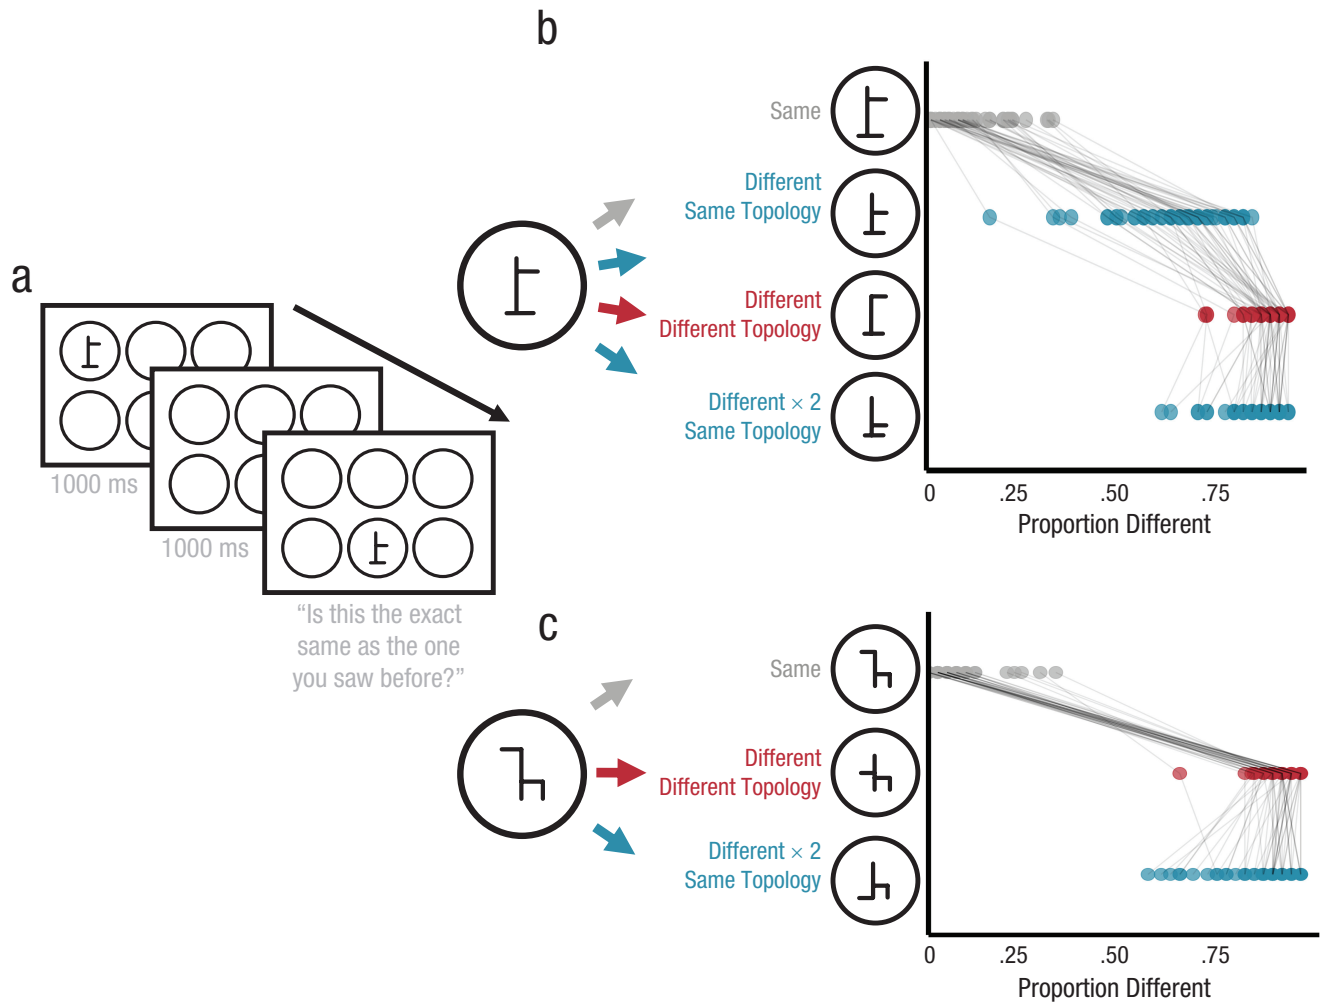 a
1000 ms
1000 ms
“Is this the exact
same as the one
you saw before?”
b
Same
Different
Same Topology
Different
Different Topology
Different × 2
Same Topology
0
.25
.50
.75
Proportion Different
c
Same
Different
Different Topology
Different × 2
Same Topology
0
.25
.50
.75
Proportion Different